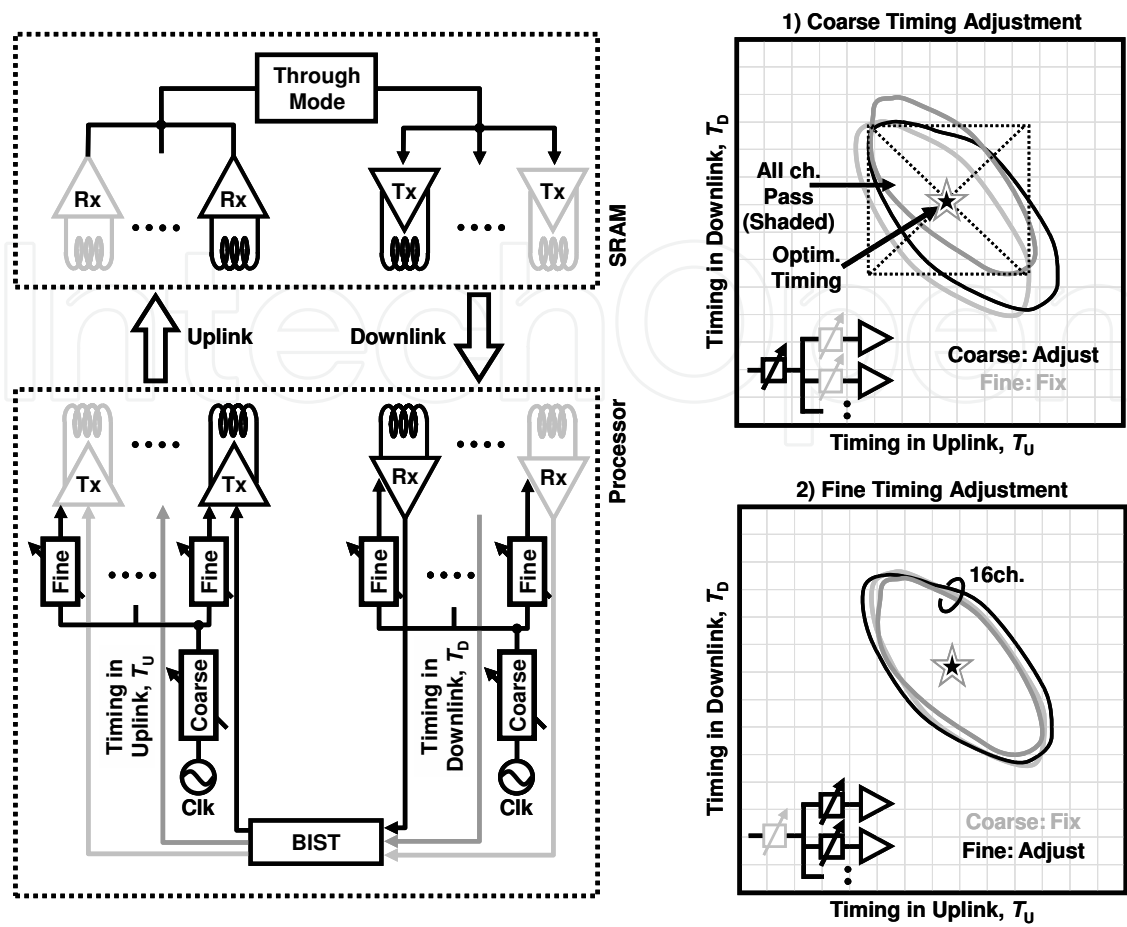 Through
Mode
Rx
Rx
Tx
Tx
SRAM
Uplink
Downlink
Processor
Tx
Tx
Rx
Rx
Fine
Fine
Fine
Fine
Timing in
Uplink, TU
Coarse
Timing in
Downlink, TD
Coarse
Clk
Clk
BIST
1) Coarse Timing Adjustment
Timing in Downlink, TD
All ch.
Pass
(Shaded)
Optim.
Timing
Coarse: Adjust
Fine: Fix
Timing in Uplink, TU
2) Fine Timing Adjustment
Timing in Downlink, TD
16ch.
Coarse: Fix
Fine: Adjust
Timing in Uplink, TU
IntechOpen